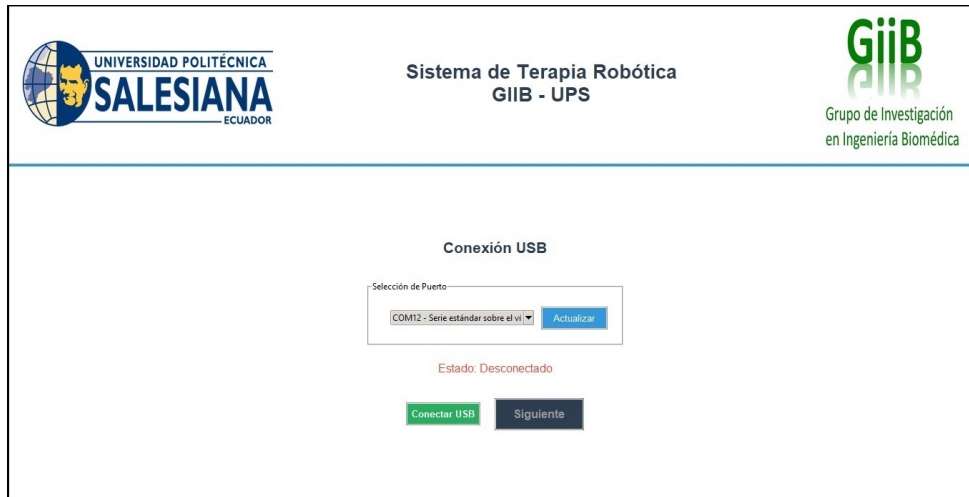 UNIVERSIDAD POLITÉCNICA
SALESIANA
ECUADOR
Sistema de Terapia Robótica
GIIB - UPS
GiiB
Grupo de Investigación
en Ingeniería Biomédica
Conexión USB
Selección de Puerto
COM12 - Serie estándar sobre el ví
Actualizar
Estado: Desconectado
Conectar USB
Siguiente